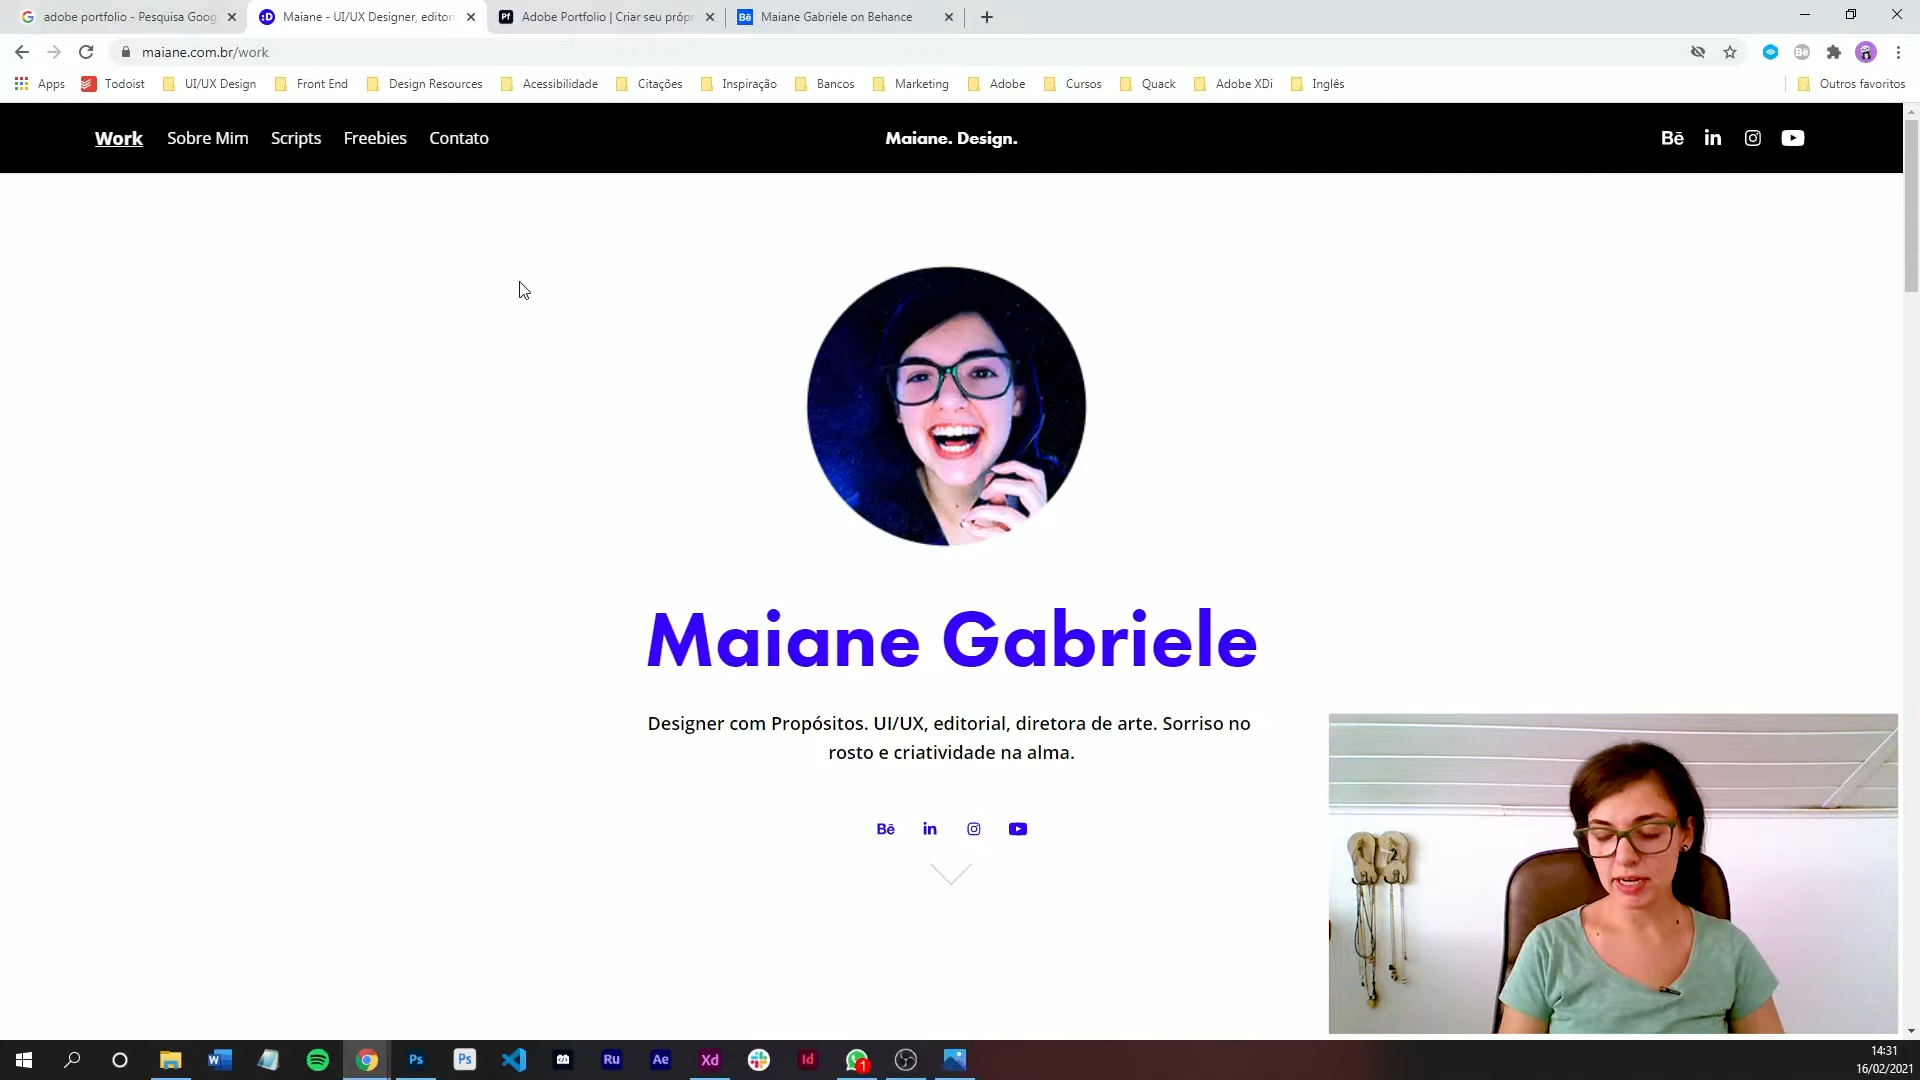 adobe portfolio - Pesquisa Goog
Maiane - UI/UX Designer, editori
Adobe Portfolio | Criar seu própr
Maiane Gabriele on Behance
maiane.com.br/work
Apps
Todoist
UI/UX Design
Front End
Design Resources
Acessibilidade
Citações
Inspiração
Bancos
Marketing
Adobe
Cursos
Quack
Adobe XDi
Inglês
Outros favoritos
Work
Sobre Mim
Scripts
Freebies
Contato
Maiane. Design.
Maiane Gabriele
Designer com Propósitos. UI/UX, editorial, diretora de arte. Sorriso no
rosto e criatividade na alma.
14:31
16/02/2021